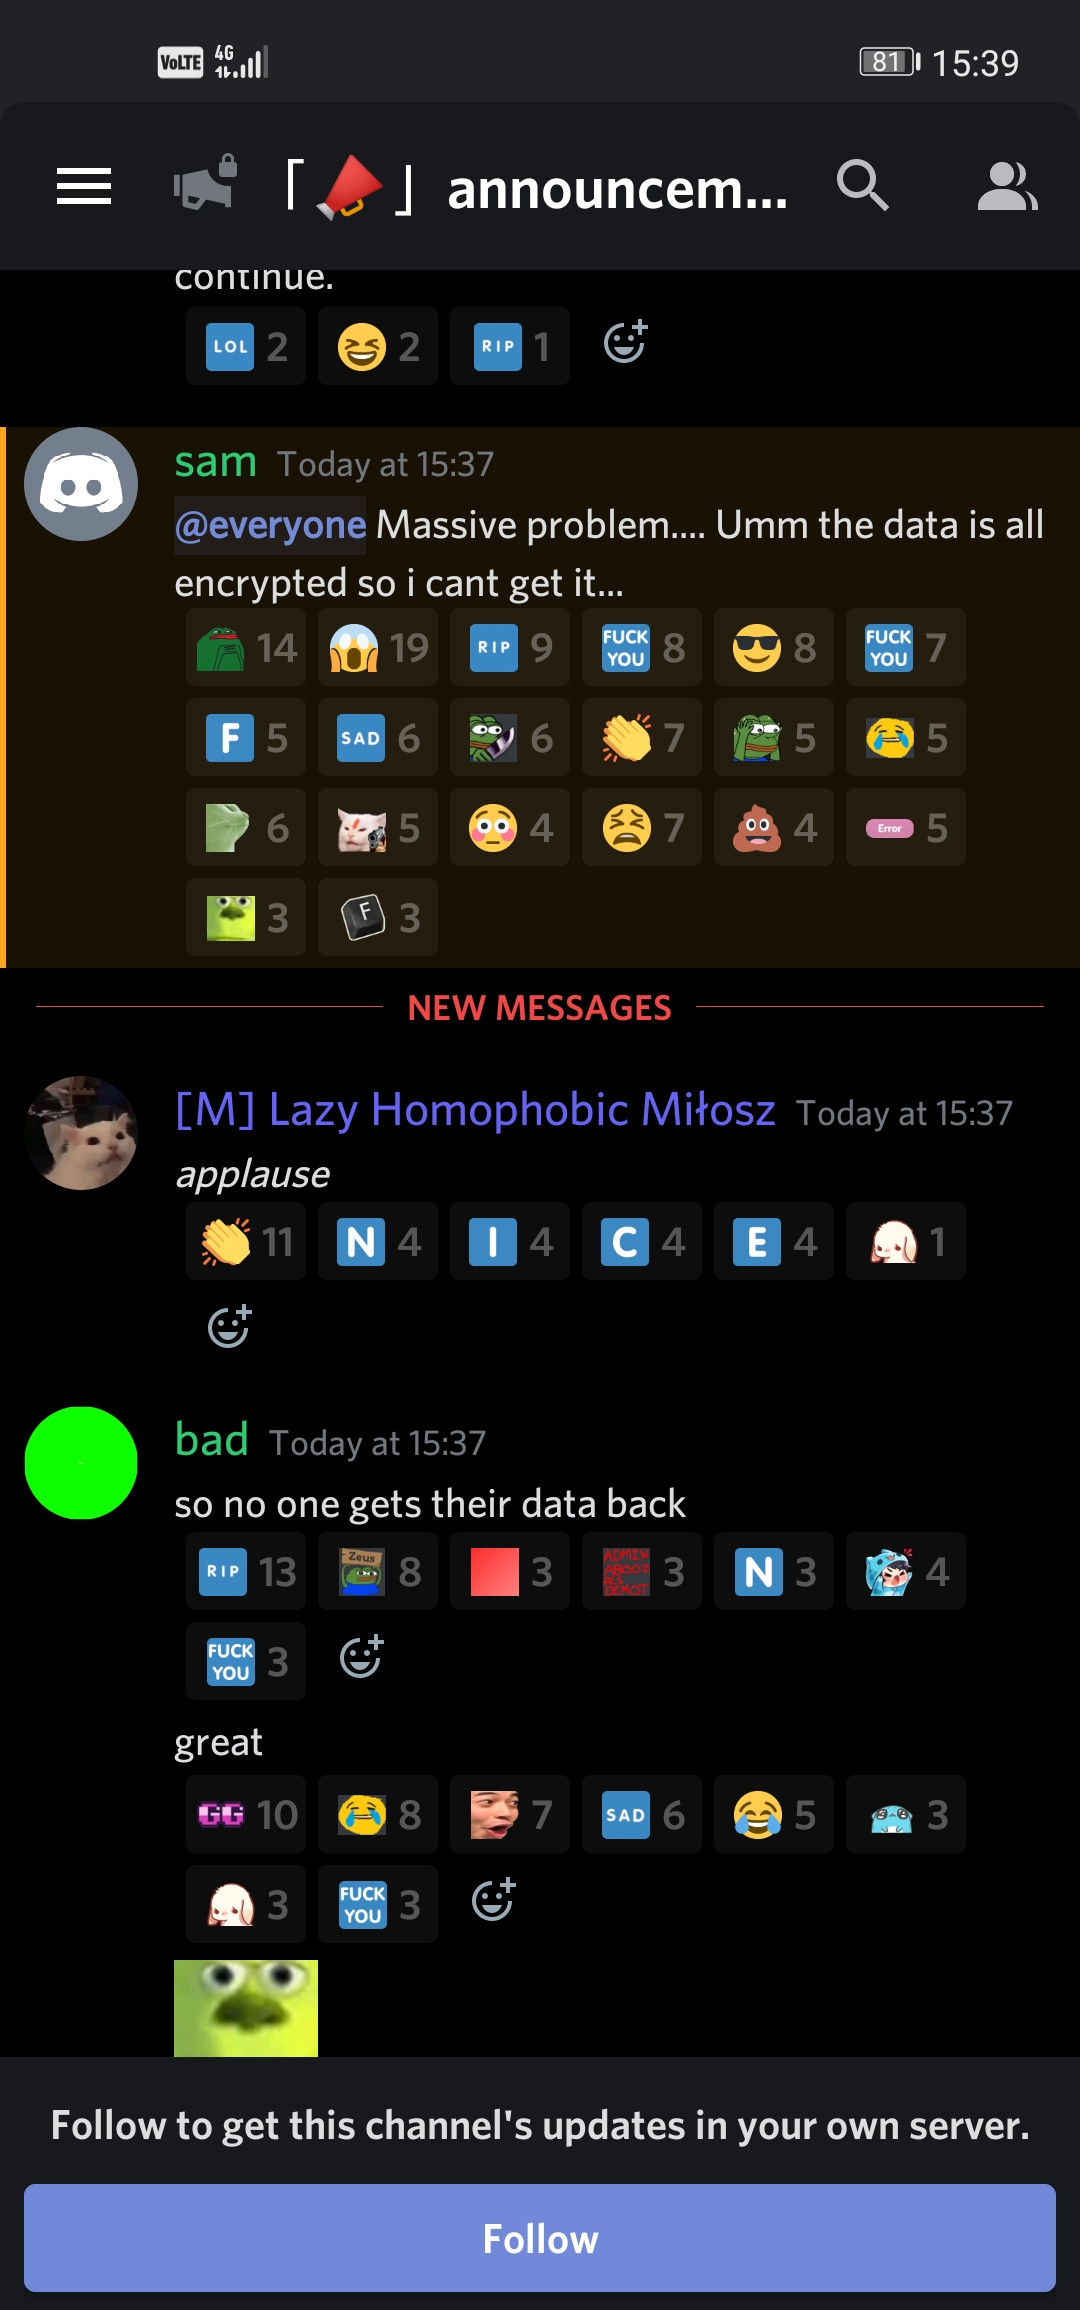 VoLTE 4G 81 15:39
「📣」 announcem...
continue.
LOL 2 😆 2 RIP 1
sam Today at 15:37
@everyone Massive problem.... Umm the data is all
encrypted so i cant get it...
14 😱 19 RIP 9 FUCK YOU 8 😎 8 FUCK YOU 7
F 5 SAD 6 6 👏 7 5 5
6 5 😳 4 😫 7 💩 4 Error 5
3 F 3
NEW MESSAGES
[M] Lazy Homophobic Miłosz Today at 15:37
applause
👏 11 N 4 I 4 C 4 E 4 1
bad Today at 15:37
so no one gets their data back
RIP 13 Zeus 8 3 ADMIN ABOOZ 3 N 3 4
FUCK YOU 3
great
GG 10 8 7 SAD 6 😂 5 3
3 FUCK YOU 3
Follow to get this channel's updates in your own server.
Follow